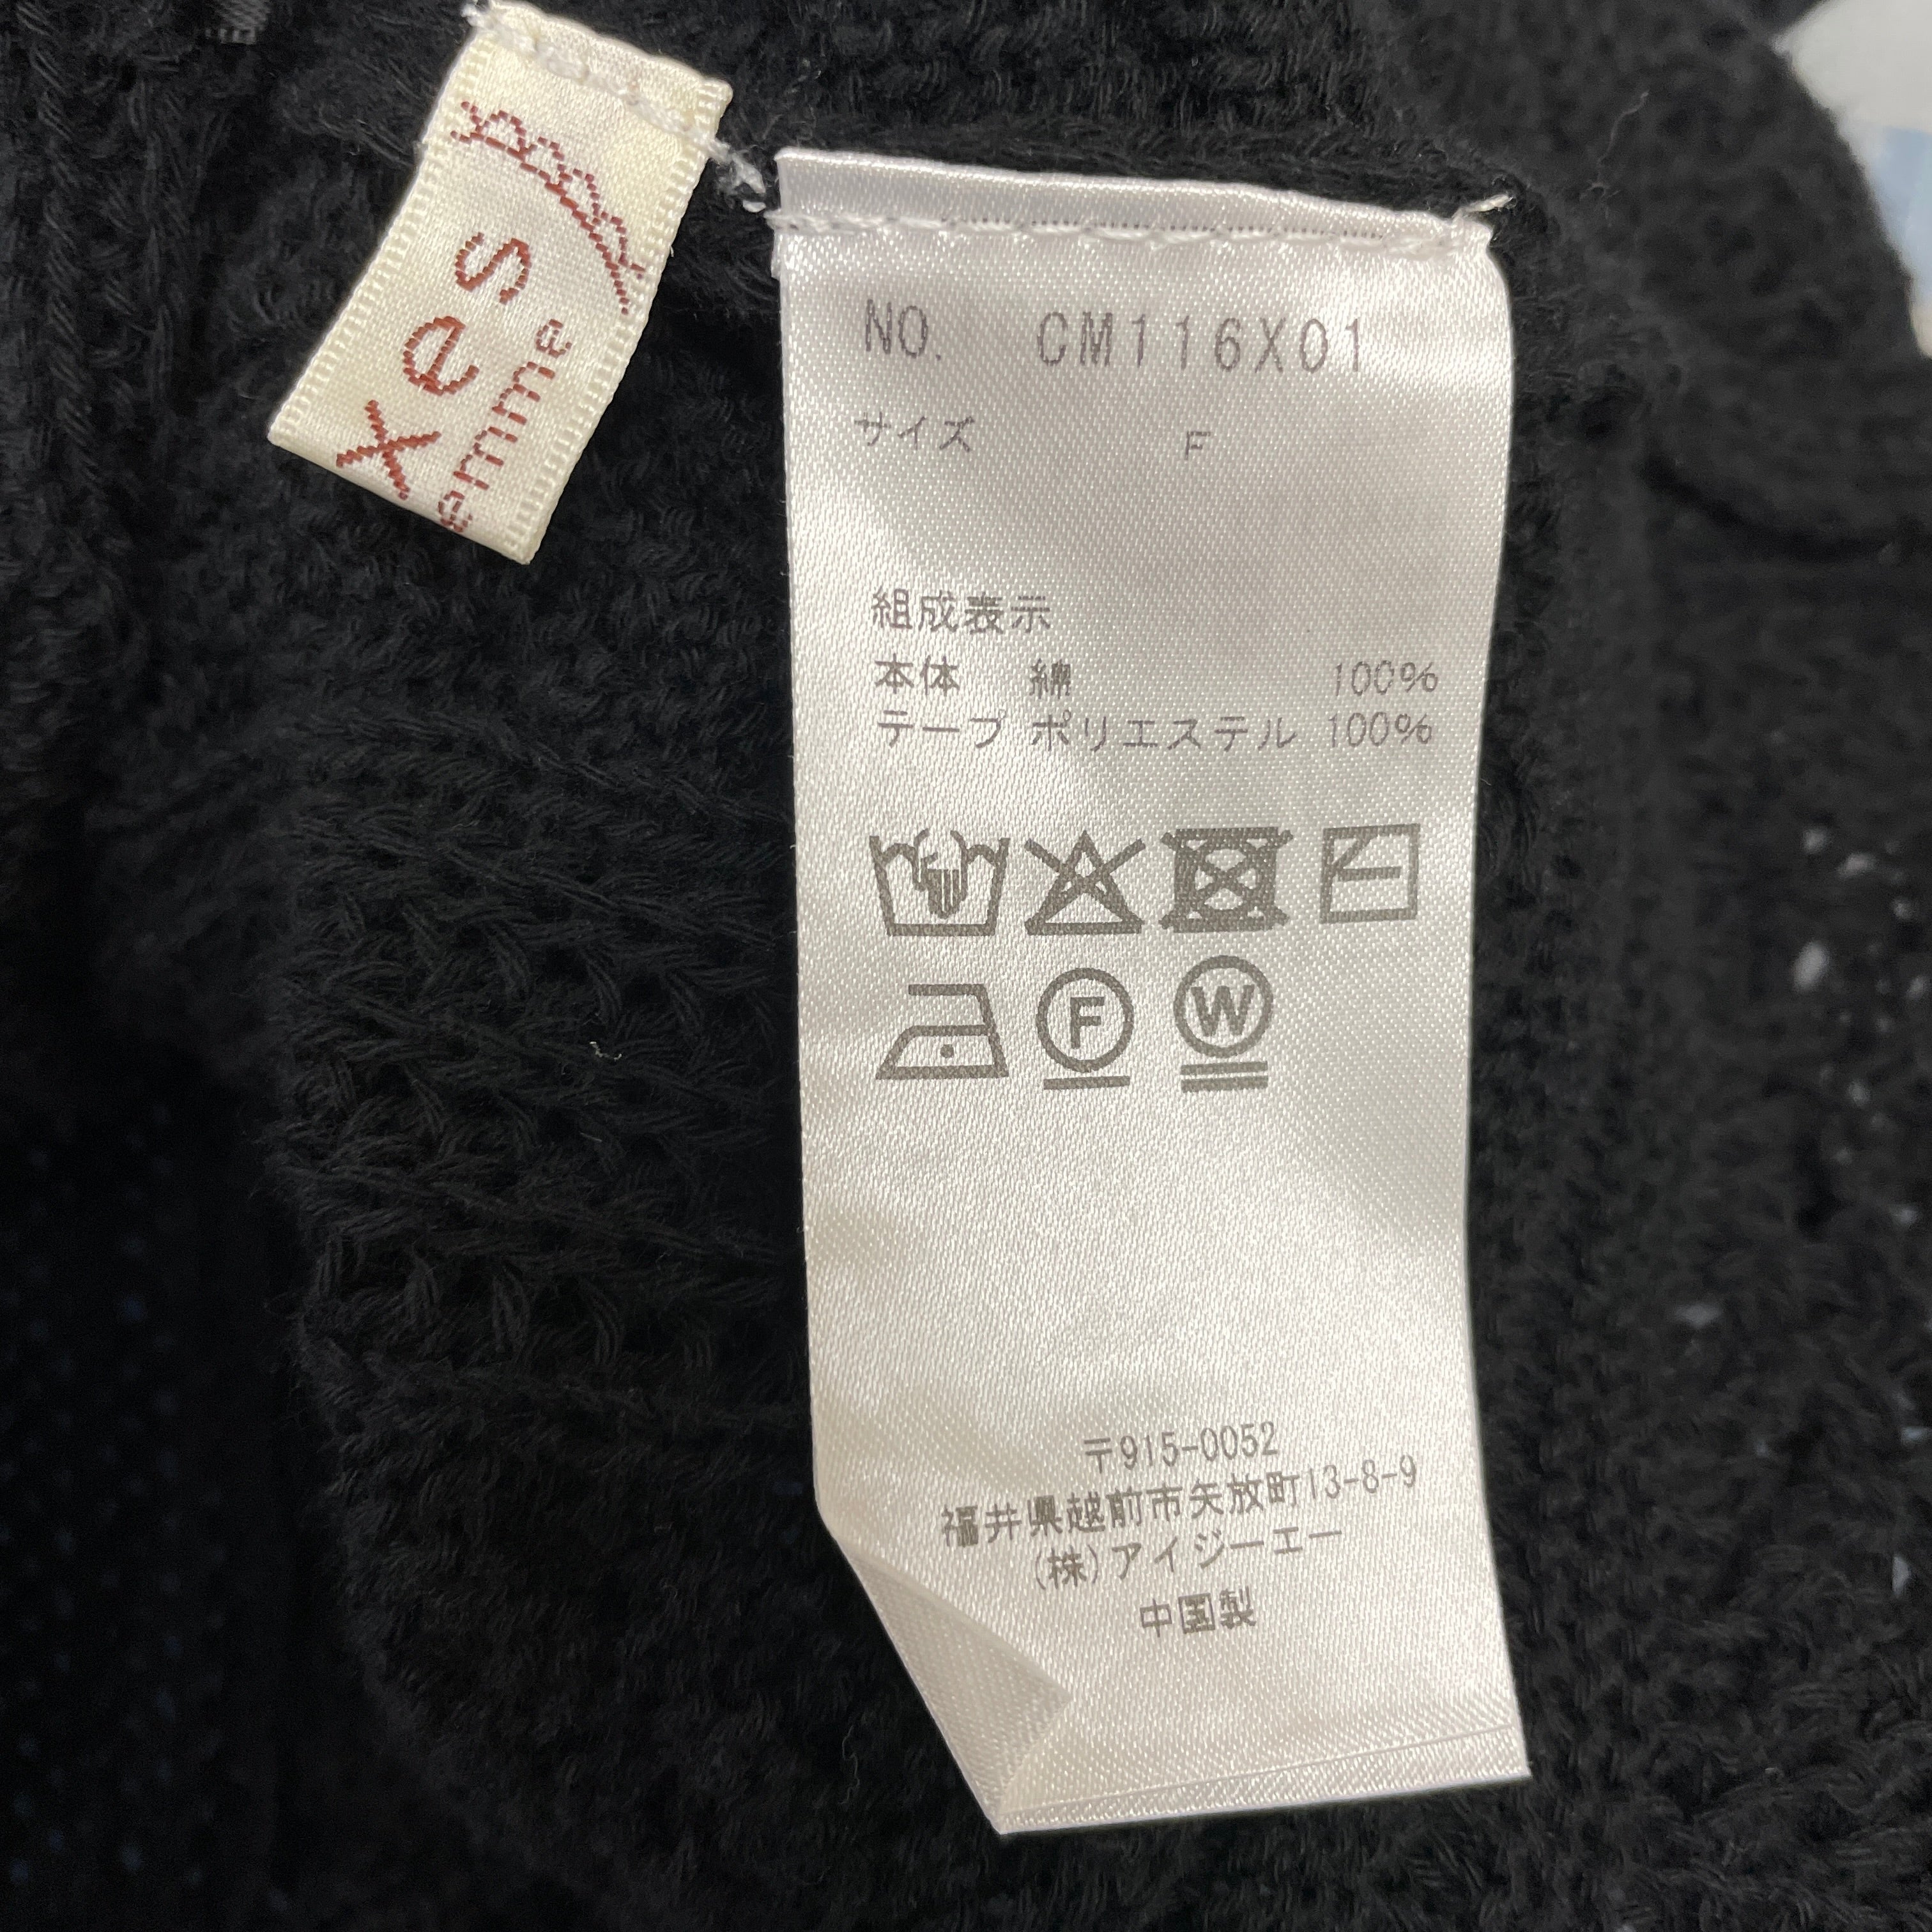 xes
emme
NO. CM116X01
サイズ F
組成表示
本体 綿 100%
テープ ポリエステル 100%
F
W
〒915-0052
福井県越前市矢放町13-8-9
(株)アイジーエー
中国製